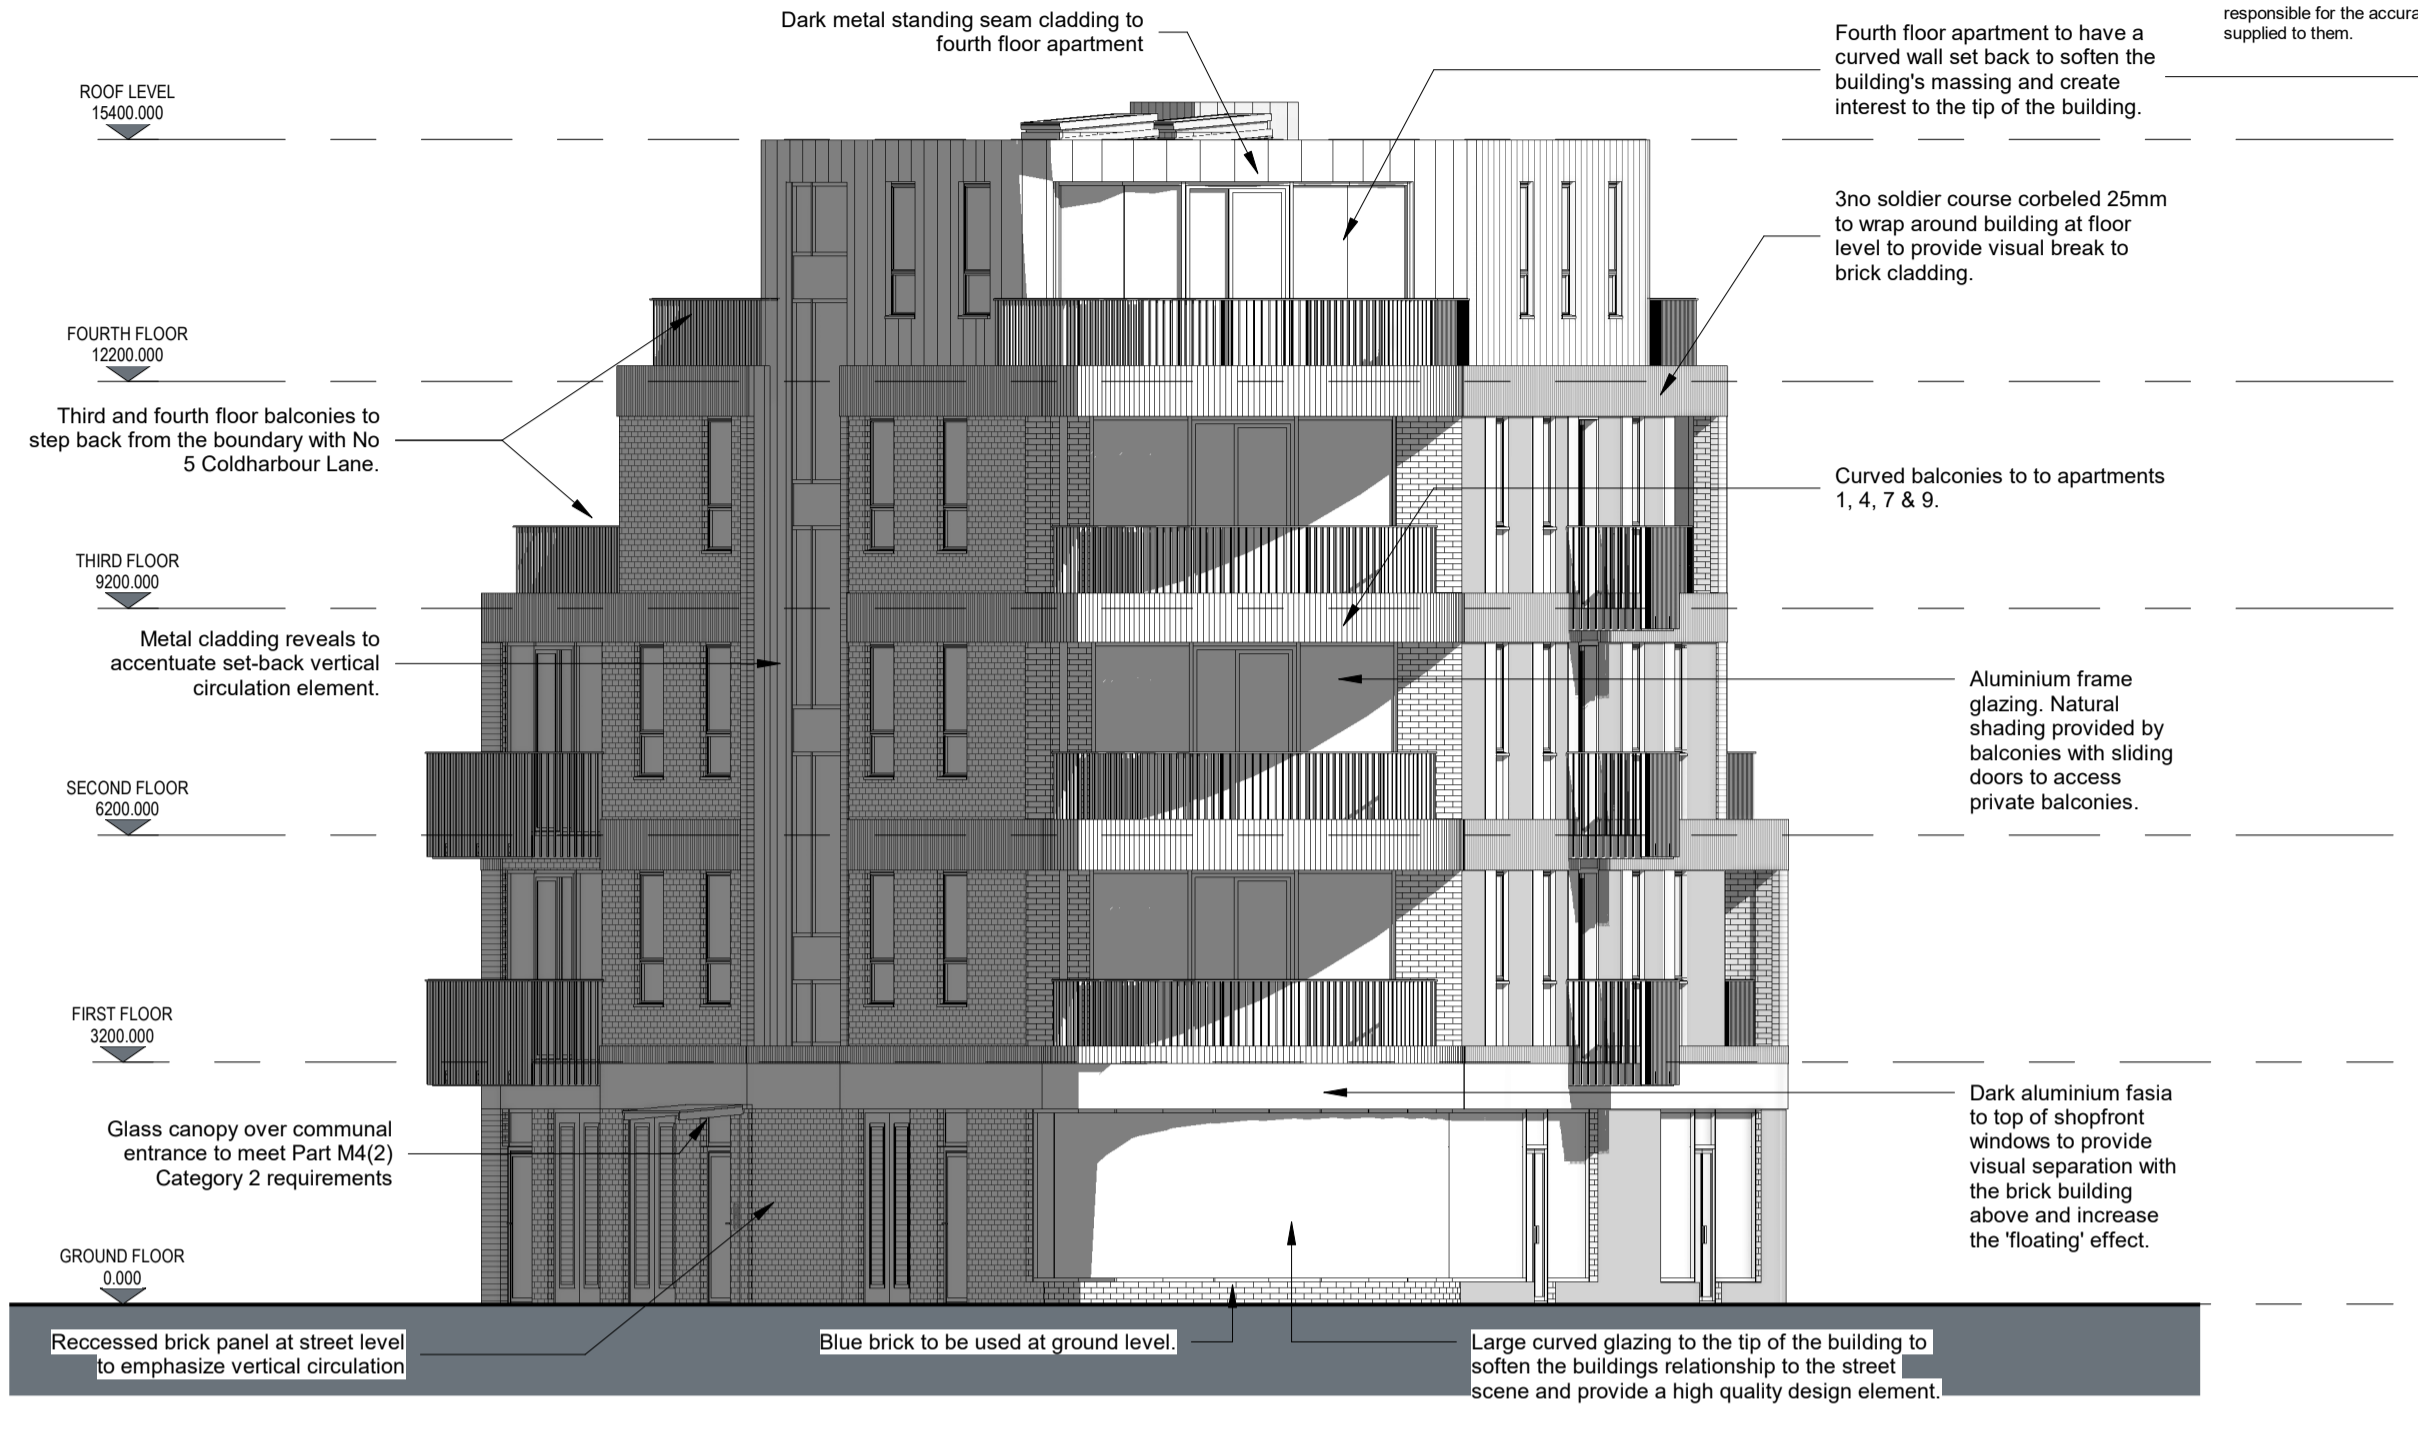 Dark metal standing seam cladding to
fourth floor apartment
Fourth floor apartment to have a
curved wall set back to soften the
building's massing and create
interest to the tip of the building.
responsible for the accura
supplied to them.
ROOF LEVEL
15400.000
3no soldier course corbeled 25mm
to wrap around building at floor
level to provide visual break to
brick cladding.
FOURTH FLOOR
12200.000
Third and fourth floor balconies to
step back from the boundary with No
5 Coldharbour Lane.
Curved balconies to to apartments
1, 4, 7 & 9.
THIRD FLOOR
9200.000
Metal cladding reveals to
accentuate set-back vertical
circulation element.
Aluminium frame
glazing. Natural
shading provided by
balconies with sliding
doors to access
private balconies.
SECOND FLOOR
6200.000
FIRST FLOOR
3200.000
Dark aluminium fasia
to top of shopfront
windows to provide
visual separation with
the brick building
above and increase
the 'floating' effect.
Glass canopy over communal
entrance to meet Part M4(2)
Category 2 requirements
GROUND FLOOR
0.000
Reccessed brick panel at street level
to emphasize vertical circulation
Blue brick to be used at ground level.
Large curved glazing to the tip of the building to
soften the buildings relationship to the street
scene and provide a high quality design element.